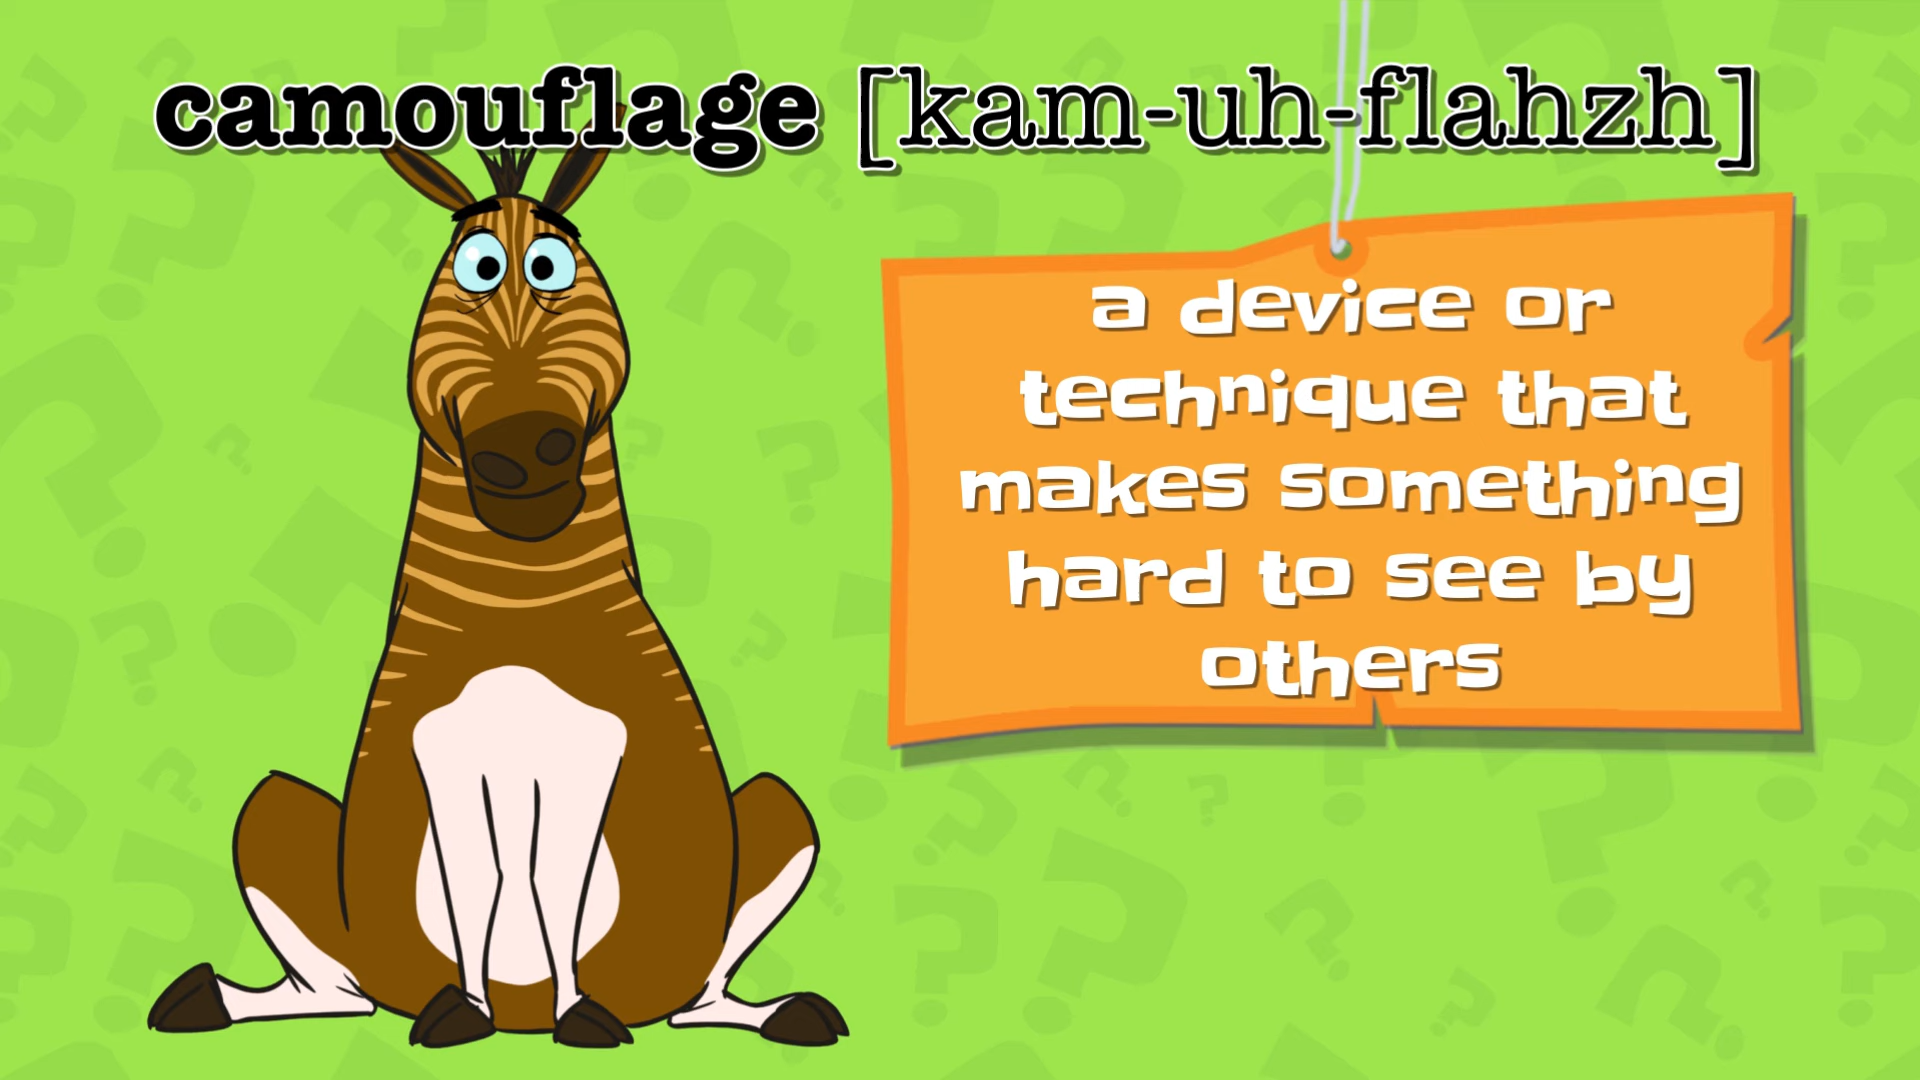 camouflage [kam-uh-flahzh]
a device or
technique that
makes something
hard to see by
others